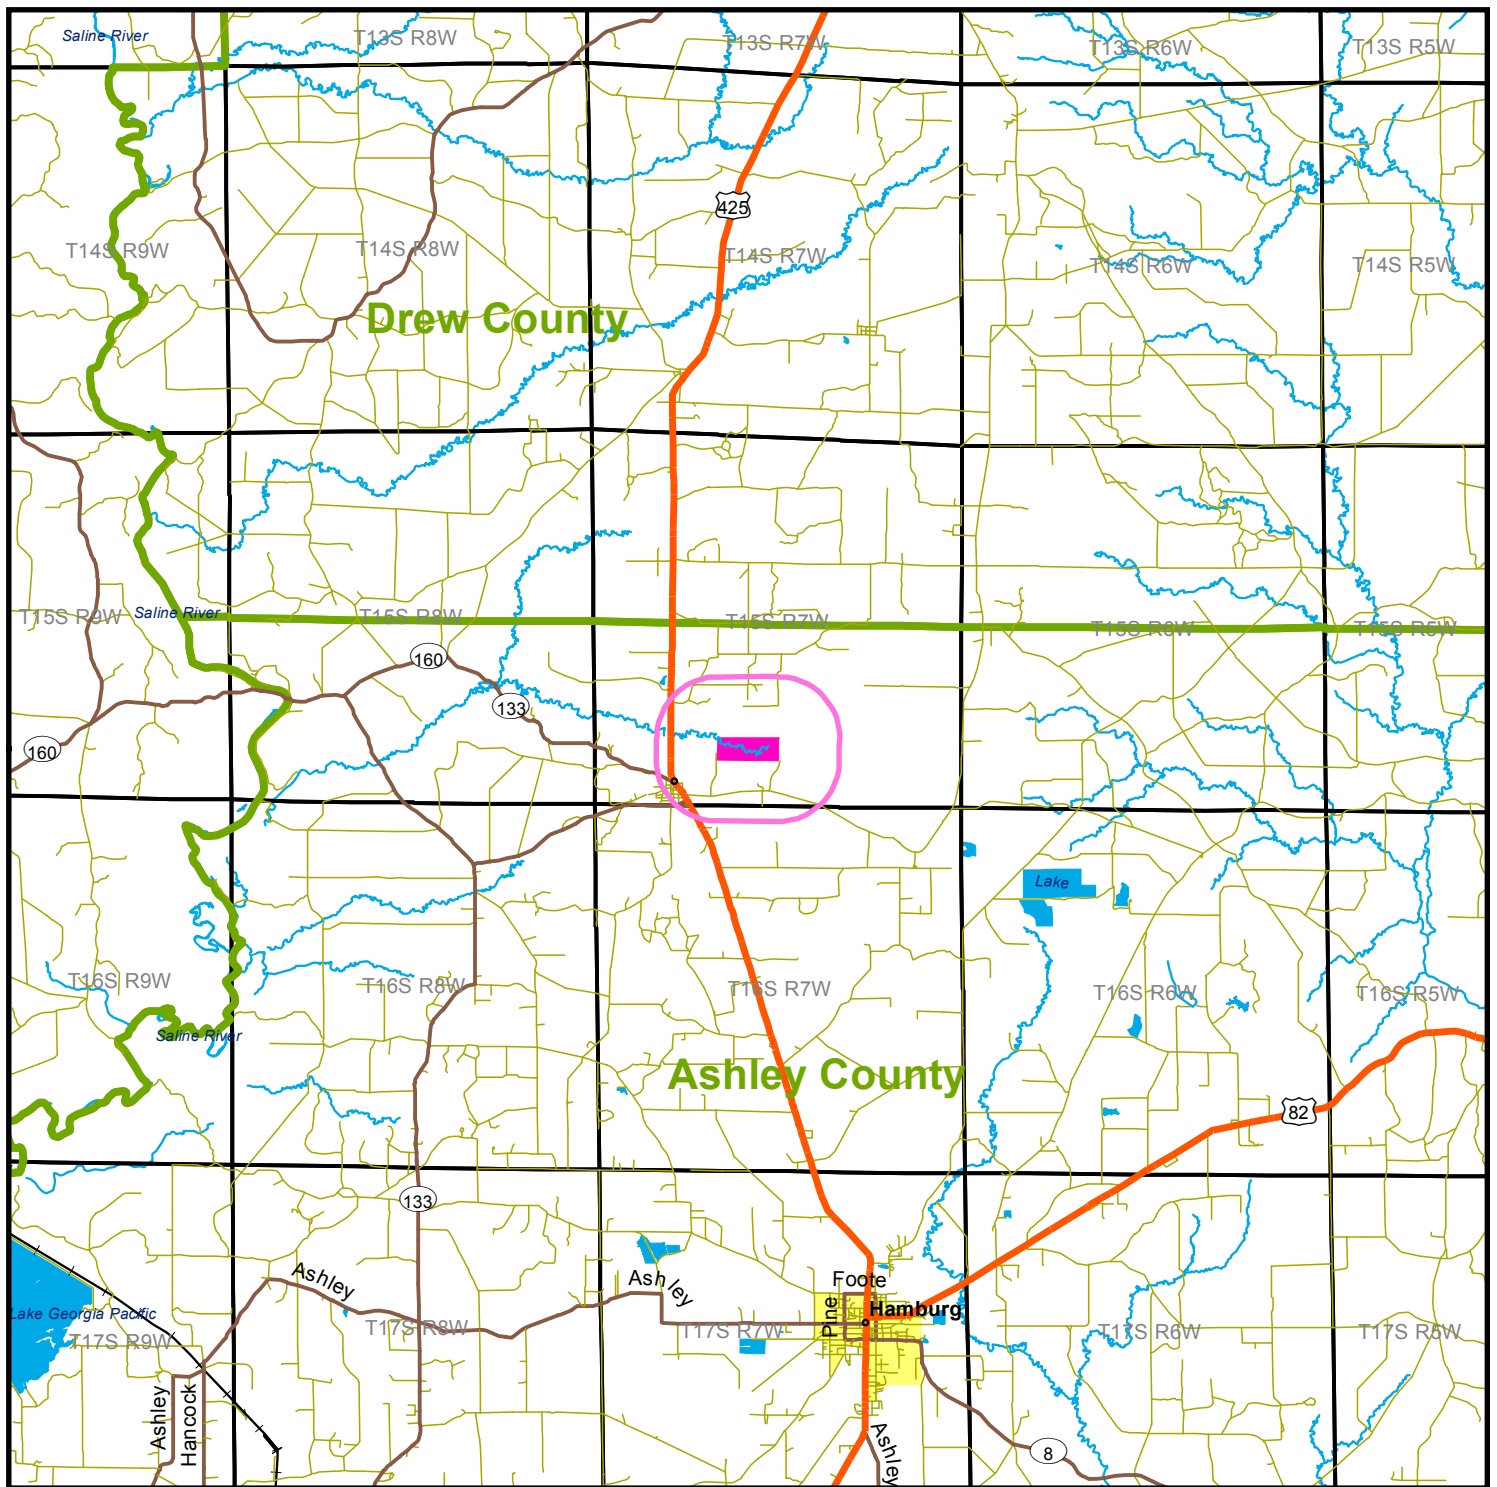 Saline River
T13S R8W
T13S R7W
T13S R6W
T13S R5W
425
T14S R9W
T14S R8W
T14S R7W
T14S R6W
T14S R5W
Drew County
T15S R9W
Saline River
T15S R8W
T15S R7W
T15S R6W
T15S R5W
160
133
160
Lake
T16S R9W
T16S R8W
T16S R7W
T16S R6W
T16S R5W
Saline River
Ashley County
82
133
Ashley
Ashley
Foote
Pine
Hamburg
Lake Georgia Pacific
T17S R9W
T17S R8W
T17S R7W
T17S R6W
T17S R5W
Ashley
Hancock
Ashley
8